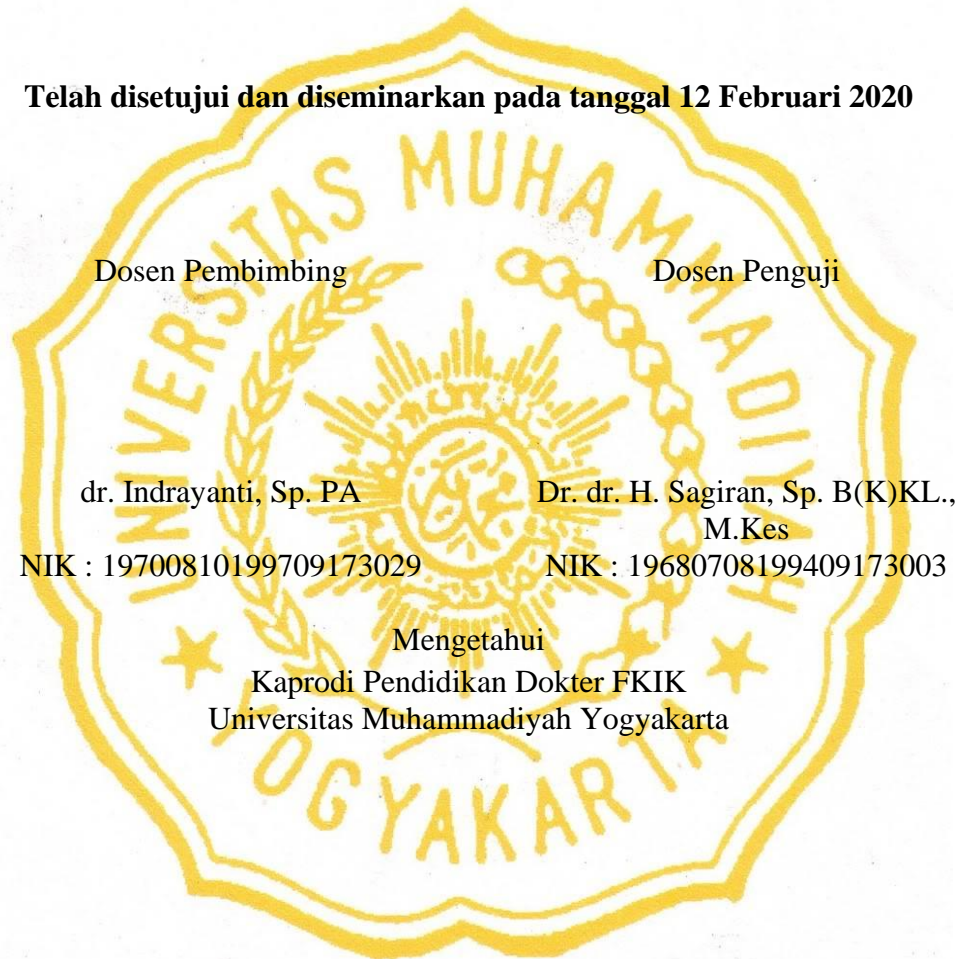 Telah disetujui dan diseminarkan pada tanggal 12 Februari 2020
Dosen Pembimbing
Dosen Penguji
dr. Indrayanti, Sp. PA
Dr. dr. H. Sagiran, Sp. B(K)KL.,
M.Kes
NIK : 19700810199709173029
NIK : 19680708199409173003
Mengetahui
Kaprodi Pendidikan Dokter FKIK
Universitas Muhammadiyah Yogyakarta
UNIVERSITAS MUHAMMADIYAH
YOGYAKARTA